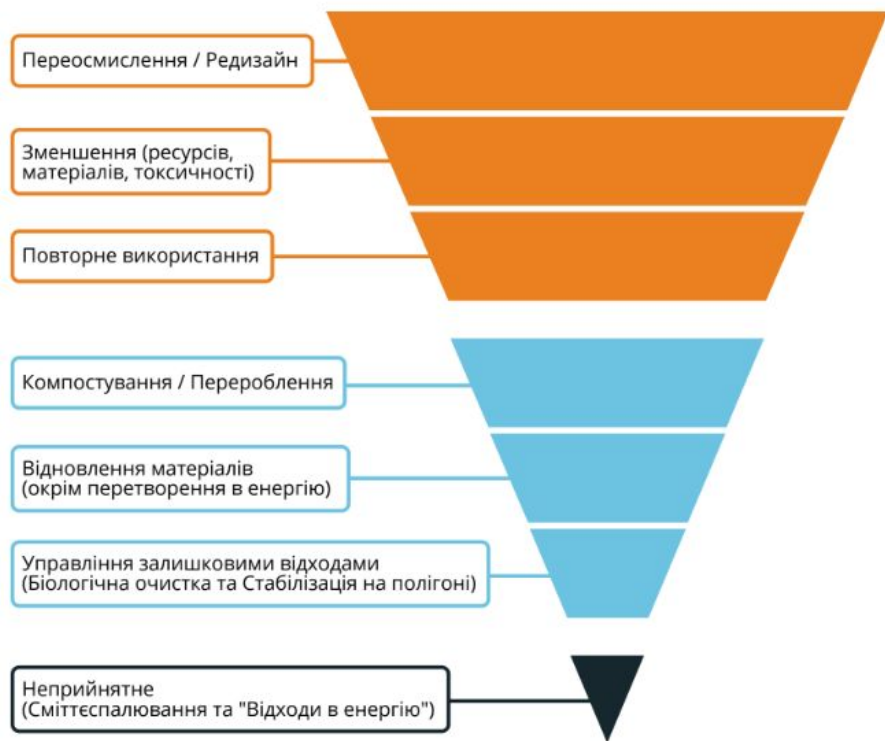 Переосмислення / Редизайн
Зменшення (ресурсів,
матеріалів, токсичності)
Повторне використання
Компостування / Перероблення
Відновлення матеріалів
(окрім перетворення в енергію)
Управління залишковими відходами
(Біологічна очистка та Стабілізація на полігоні)
Неприйнятне
(Сміттєспалювання та "Відходи в енергію")